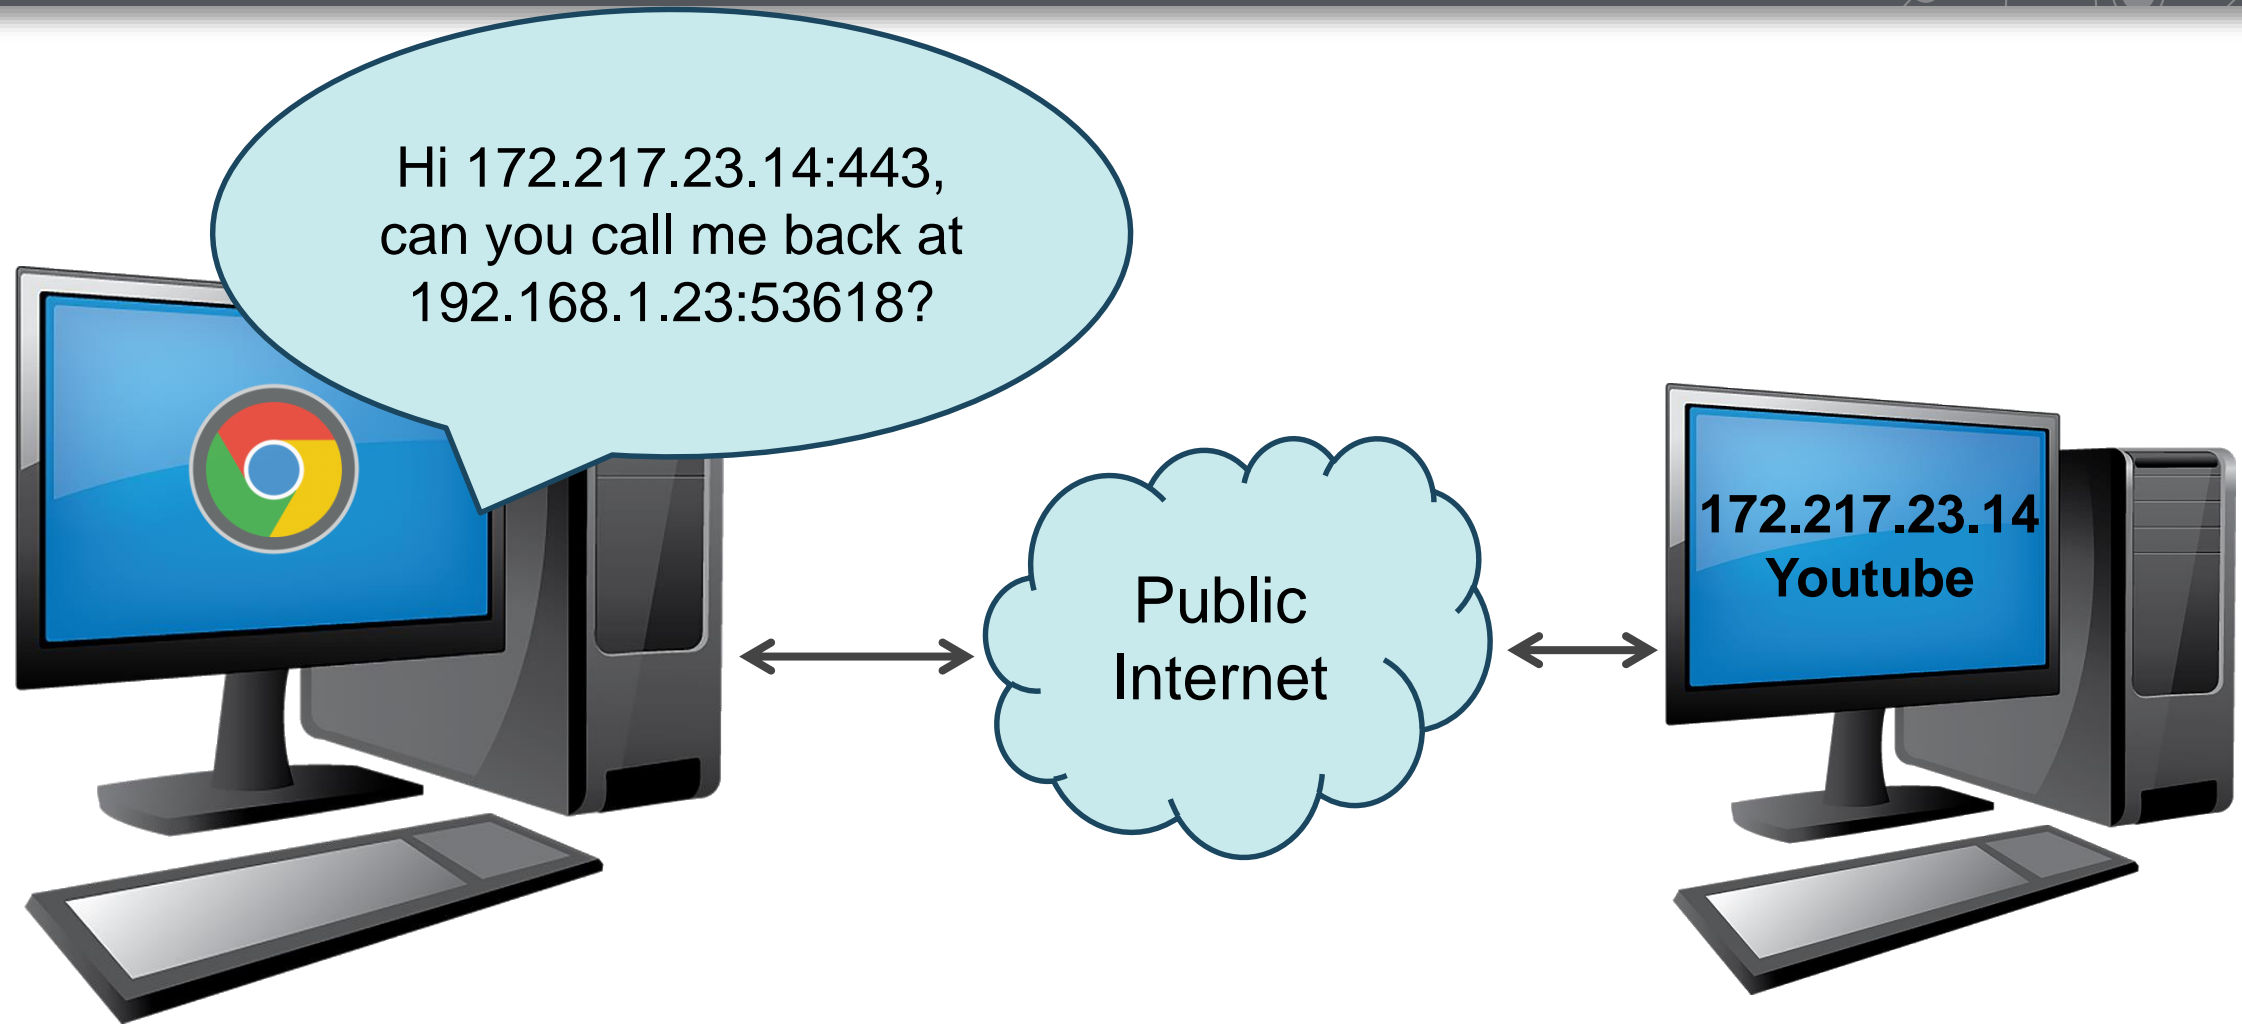 Hi 172.217.23.14:443,
can you call me back at
192.168.1.23:53618?
Public
Internet
172.217.23.14
Youtube